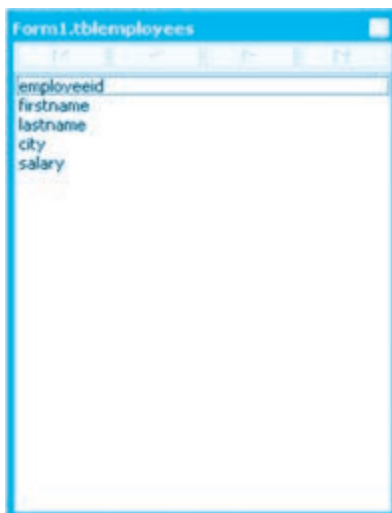 Form1.tblemployees
employeeid
firstname
lastname
city
salary